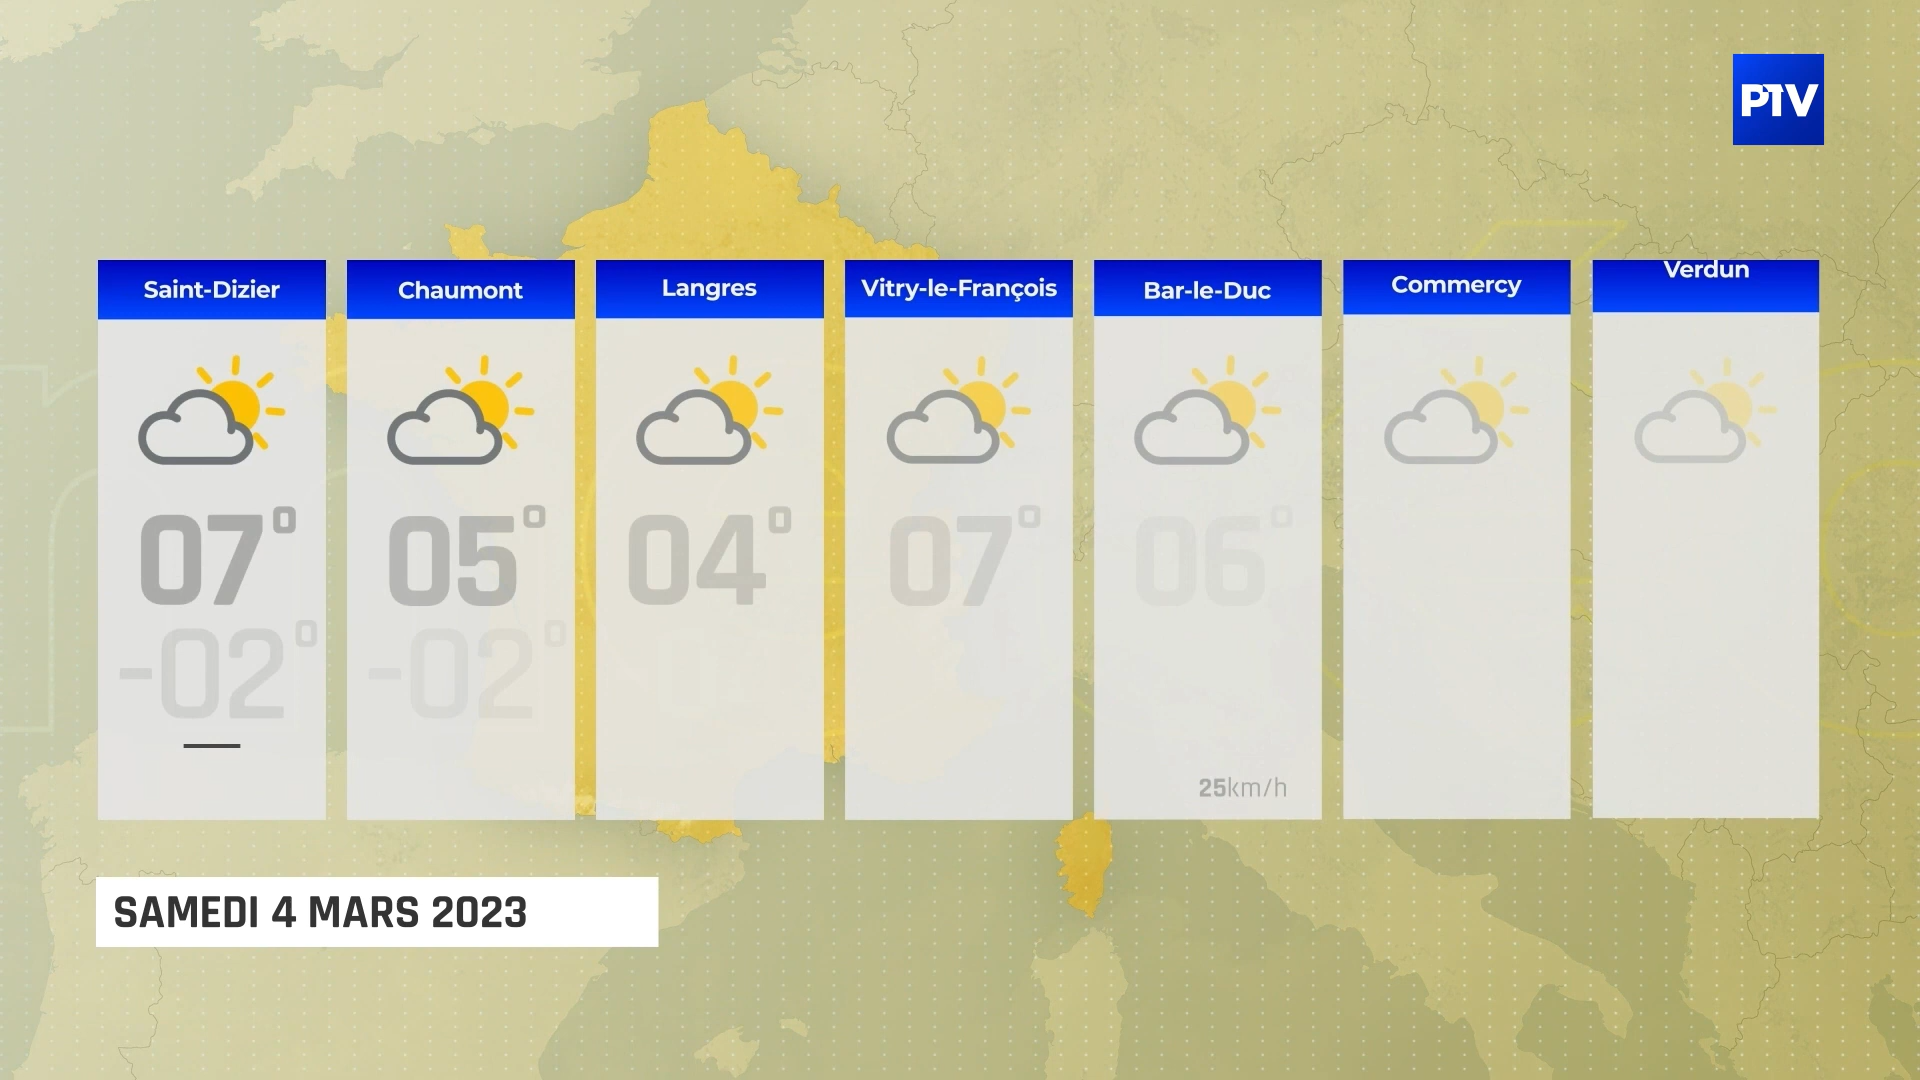 PTV
Saint-Dizier
Chaumont
Langres
Vitry-le-François
Bar-le-Duc
Commercy
Verdun
07°
05°
04°
07°
06°
-02°
-02°
25km/h
SAMEDI 4 MARS 2023